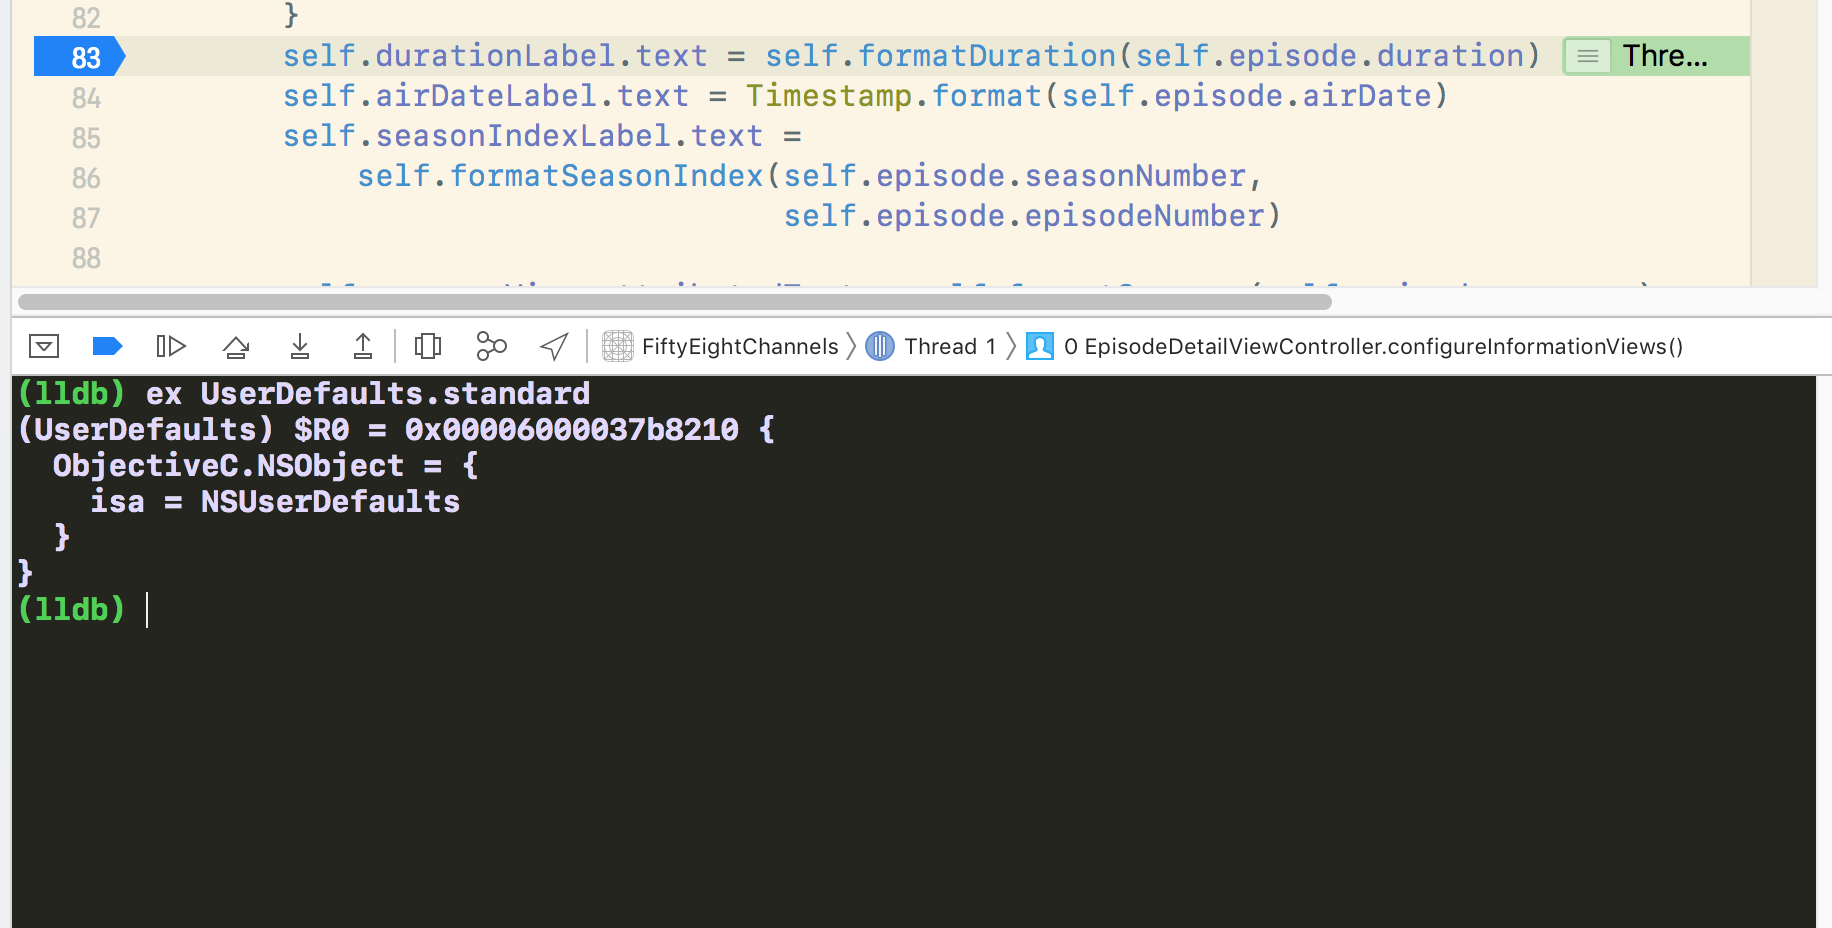 82 }
83 self.durationLabel.text = self.formatDuration(self.episode.duration) Thre...
84 self.airDateLabel.text = Timestamp.format(self.episode.airDate)
85 self.seasonIndexLabel.text =
86 self.formatSeasonIndex(self.episode.seasonNumber,
87 self.episode.episodeNumber)
88
FiftyEightChannels Thread 1 0 EpisodeDetailViewController.configureInformationViews()
(lldb) ex UserDefaults.standard
(UserDefaults) $R0 = 0x00006000037b8210 {
ObjectiveC.NSObject = {
isa = NSUserDefaults
}
}
(lldb)